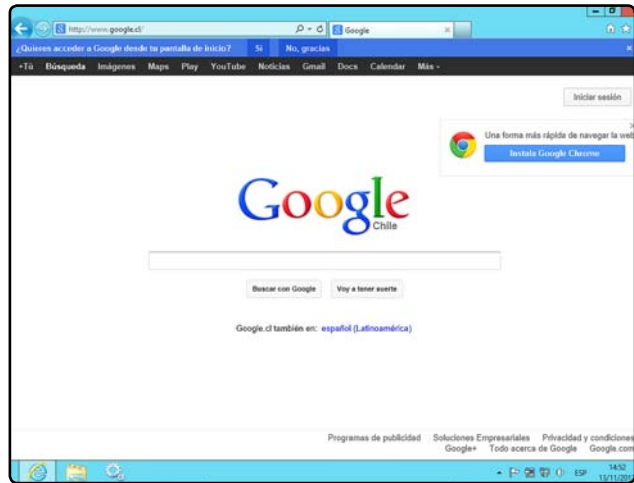 http://www.google.cl/
Google
¿Quieres acceder a Google desde tu pantalla de inicio? Sí No, gracias
+Tú Búsqueda Imágenes Maps Play YouTube Noticias Gmail Docs Calendar Más
Iniciar sesión
Una forma más rápida de navegar la web
Instala Google Chrome
Google
Chile
Buscar con Google Voy a tener suerte
Google.cl también en: español (Latinoamérica)
Programas de publicidad Soluciones Empresariales Privacidad y condiciones
Google+ Todo acerca de Google Google.com
ESP 14:52